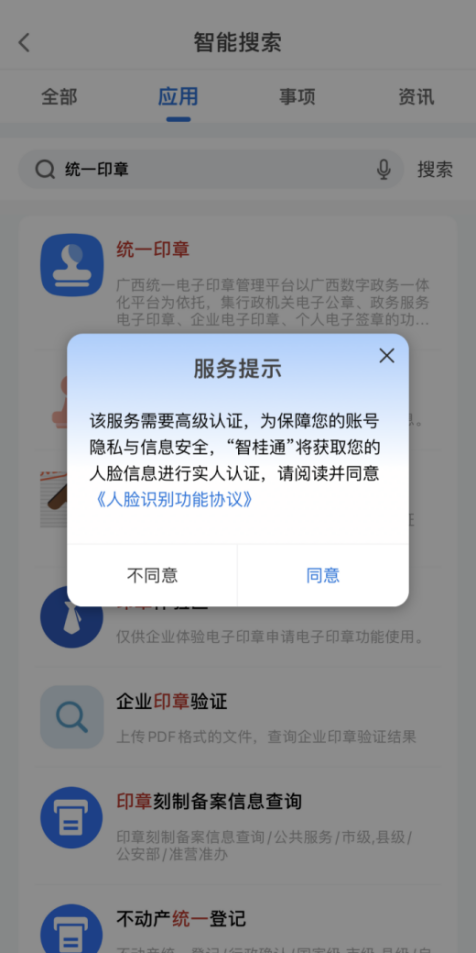 智能搜索
全部
应用
事项
资讯
统一印章
搜索
统一印章
广西统一电子印章管理平台以广西数字政务一体
化平台为依托，集行政机关电子公章、政务服务
电子印章、企业电子印章、个人电子签章的功...
服务提示
该服务需要高级认证，为保障您的账号
隐私与信息安全，“智桂通”将获取您的
人脸信息进行实人认证，请阅读并同意
《人脸识别功能协议》
不同意
同意
仅供企业体验电子印章申请电子印章功能使用。
企业印章验证
上传PDF格式的文件，查询企业印章验证结果
印章刻制备案信息查询
印章刻制备案信息查询/公共服务/市级,县级/
公安部/准营准办
不动产统一登记